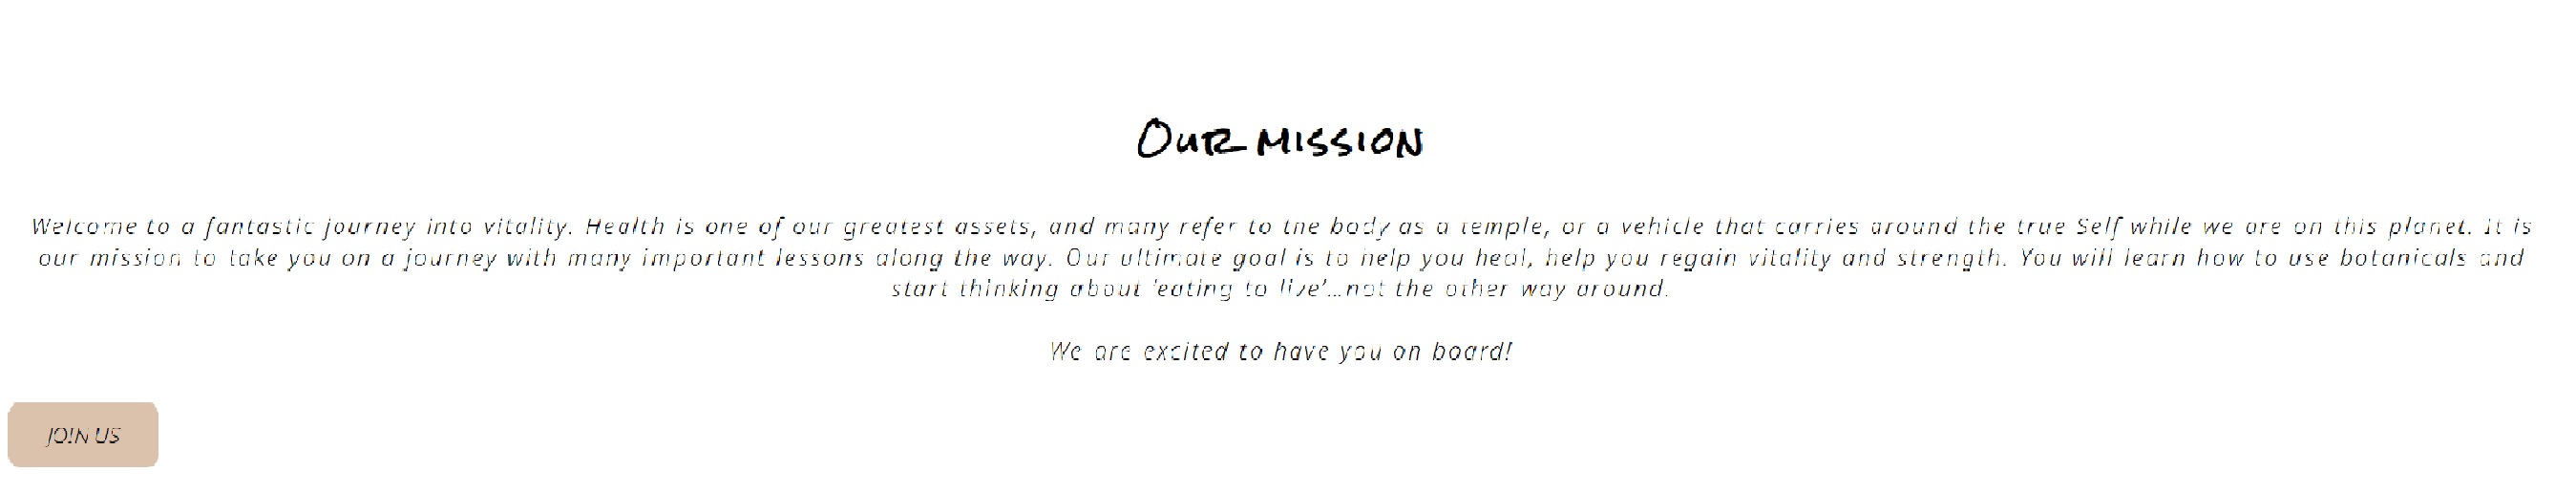 Our mission
Welcome to a fantastic journey into vitality. Health is one of our greatest assets, and many refer to the body as a temple, or a vehicle that carries around the true Self while we are on this planet. It is
our mission to take you on a journey with many important lessons along the way. Our ultimate goal is to help you heal, help you regain vitality and strength. You will learn how to use botanicals and
start thinking about ‘eating to live’...not the other way around.
We are excited to have you on board!
JOIN US